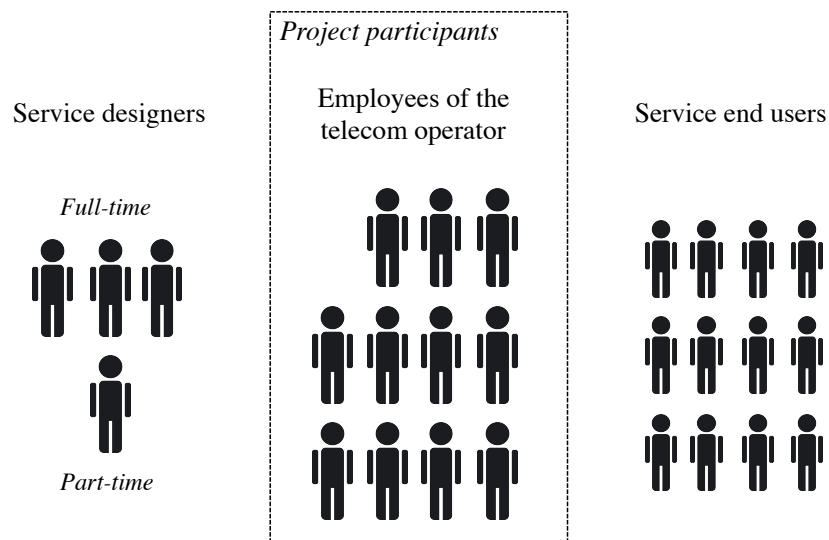 Project participants
Service designers
Employees of the
telecom operator
Service end users
Full-time
Part-time